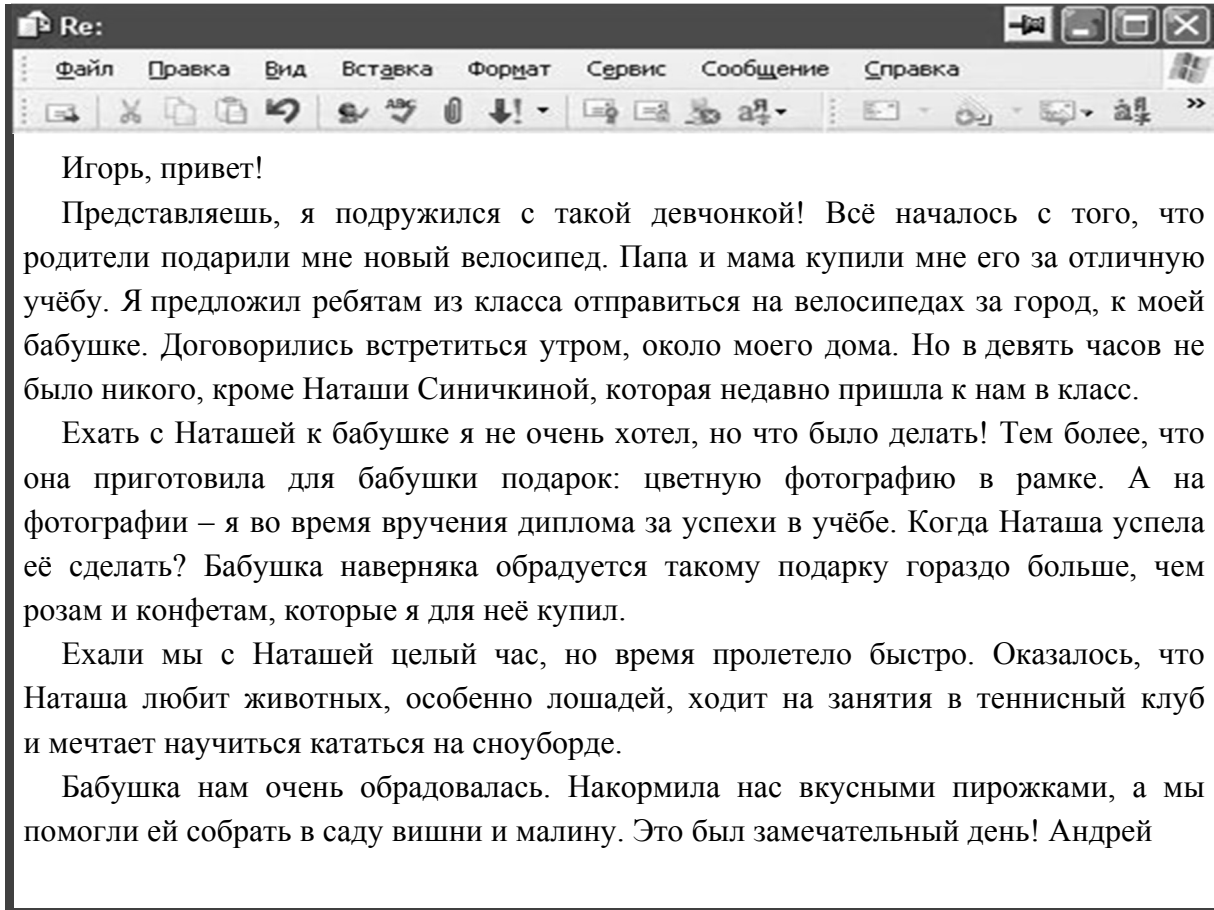 Re:
Файл Правка Вид Вставка Формат Сервис Сообщение Справка
Игорь, привет!
Представляешь, я подружился с такой девчонкой! Всё началось с того, что
родители подарили мне новый велосипед. Папа и мама купили мне его за отличную
учёбу. Я предложил ребятам из класса отправиться на велосипедах за город, к моей
бабушке. Договорились встретиться утром, около моего дома. Но в девять часов не
было никого, кроме Наташи Синичкиной, которая недавно пришла к нам в класс.
Ехать с Наташей к бабушке я не очень хотел, но что было делать! Тем более, что
она приготовила для бабушки подарок: цветную фотографию в рамке. А на
фотографии – я во время вручения диплома за успехи в учёбе. Когда Наташа успела
её сделать? Бабушка наверняка обрадуется такому подарку гораздо больше, чем
розам и конфетам, которые я для неё купил.
Ехали мы с Наташей целый час, но время пролетело быстро. Оказалось, что
Наташа любит животных, особенно лошадей, ходит на занятия в теннисный клуб
и мечтает научиться кататься на сноуборде.
Бабушка нам очень обрадовалась. Накормила нас вкусными пирожками, а мы
помогли ей собрать в саду вишни и малину. Это был замечательный день! Андрей